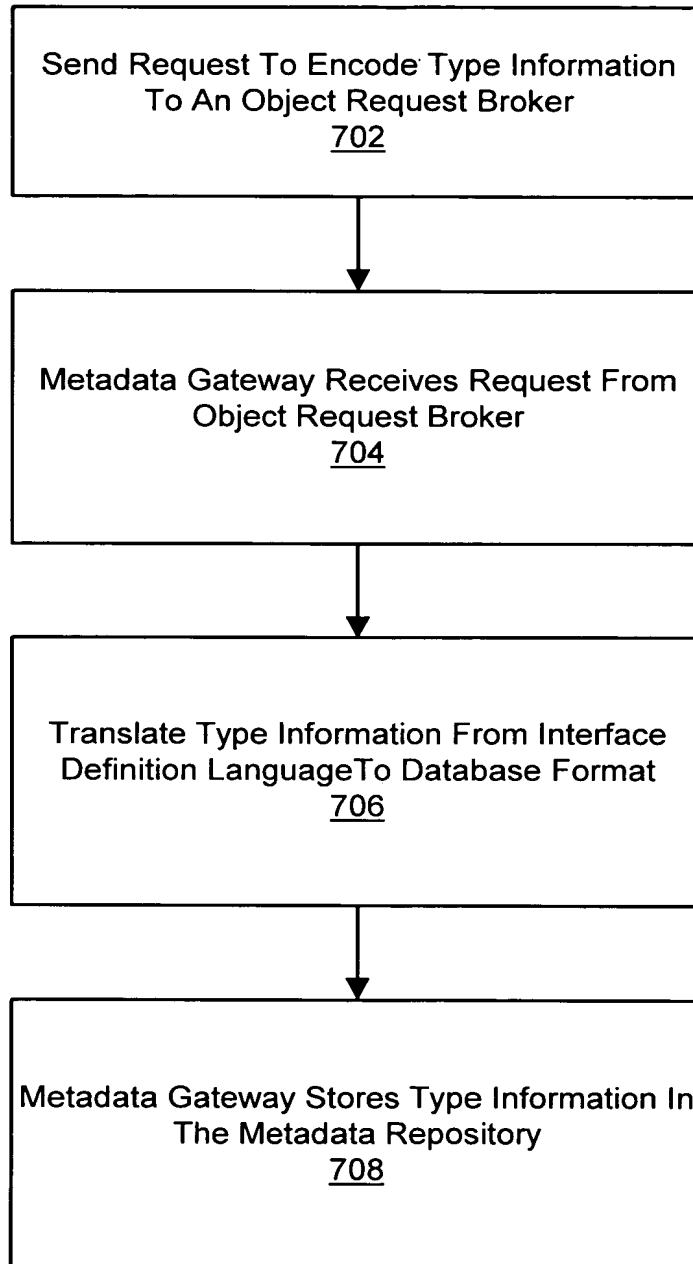 Send Request To Encode Type Information
To An Object Request Broker
702
Metadata Gateway Receives Request From
Object Request Broker
704
Translate Type Information From Interface
Definition LanguageTo Database Format
706
Metadata Gateway Stores Type Information In
The Metadata Repository
708